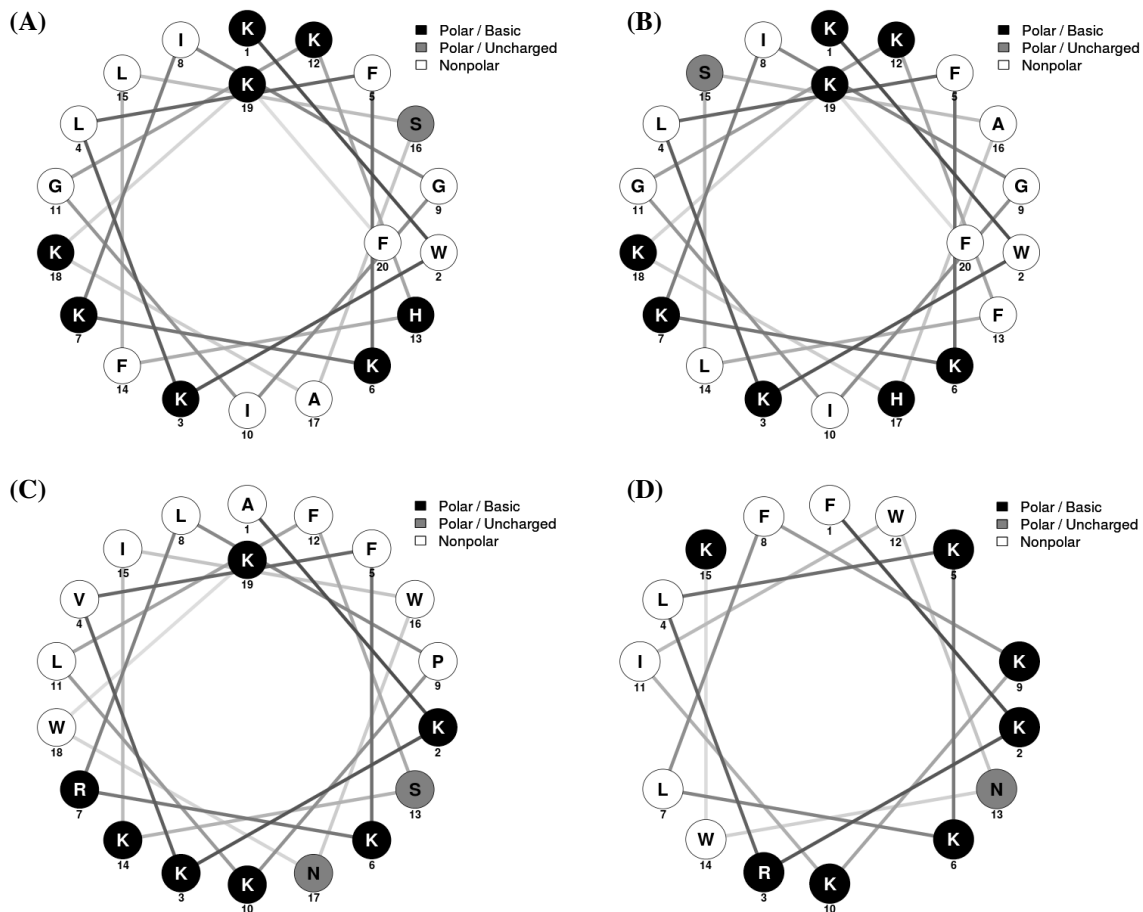 (A)
Polar / Basic
Polar / Uncharged
Nonpolar
K
1
I
8
K
12
L
15
K
19
F
5
L
4
S
16
G
11
G
9
K
18
F
20
W
2
K
7
H
13
F
14
K
6
K
3
I
10
A
17
(B)
Polar / Basic
Polar / Uncharged
Nonpolar
K
1
I
8
K
12
S
15
K
19
F
5
L
4
A
16
G
11
G
9
K
18
F
20
W
2
K
7
F
13
L
14
K
6
K
3
I
10
H
17
(C)
Polar / Basic
Polar / Uncharged
Nonpolar
A
1
L
8
F
12
I
15
K
19
F
5
V
4
W
16
L
11
P
9
W
18
K
2
R
7
S
13
K
14
K
6
K
3
K
10
N
17
(D)
Polar / Basic
Polar / Uncharged
Nonpolar
F
1
F
8
W
12
K
15
K
5
L
4
I
11
K
9
K
2
L
7
N
13
W
14
K
6
R
3
K
10